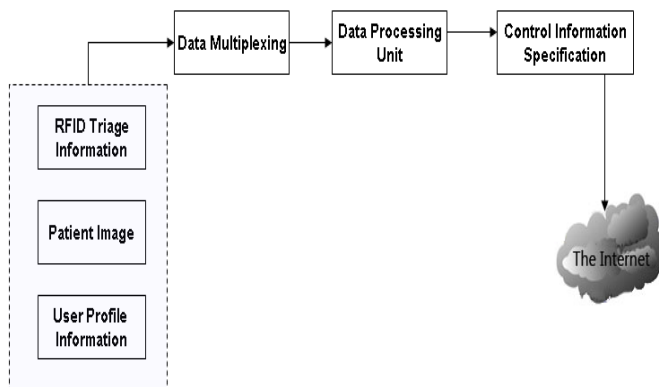 Data Multiplexing
Data Processing
Unit
Control Information
Specification
RFID Triage
Information
Patient Image
User Profile
Information
The Internet